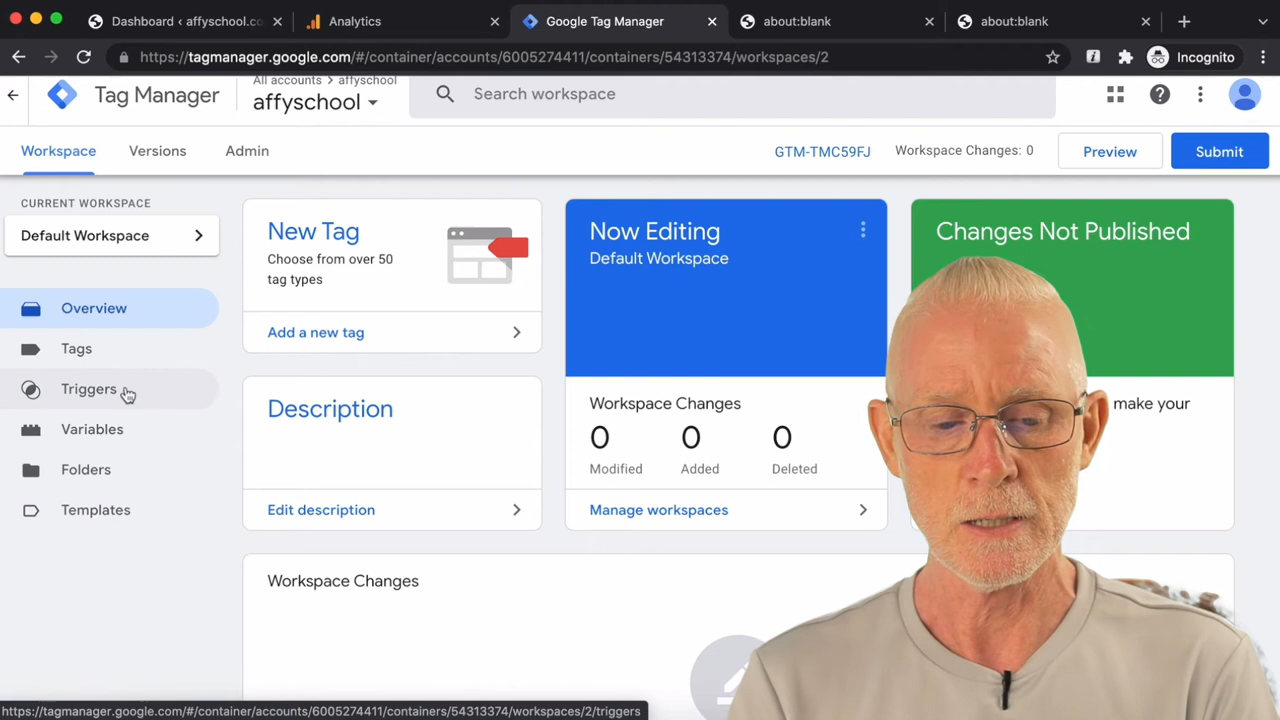 Dashboard ‹ affyschool.co
Analytics
Google Tag Manager
about:blank
about:blank
https://tagmanager.google.com/#/container/accounts/6005274411/containers/54313374/workspaces/2
Incognito
Tag Manager
All accounts > affyschool
affyschool
Search workspace
Workspace
Versions
Admin
GTM-TMC59FJ
Workspace Changes: 0
Preview
Submit
CURRENT WORKSPACE
Default Workspace
Overview
Tags
Triggers
Variables
Folders
Templates
New Tag
Choose from over 50
tag types
Add a new tag
Description
Edit description
Now Editing
Default Workspace
Workspace Changes
0 0 0
Modified Added Deleted
Manage workspaces
Changes Not Published
make your
Workspace Changes
https://tagmanager.google.com/#/container/accounts/6005274411/containers/54313374/workspaces/2/triggers